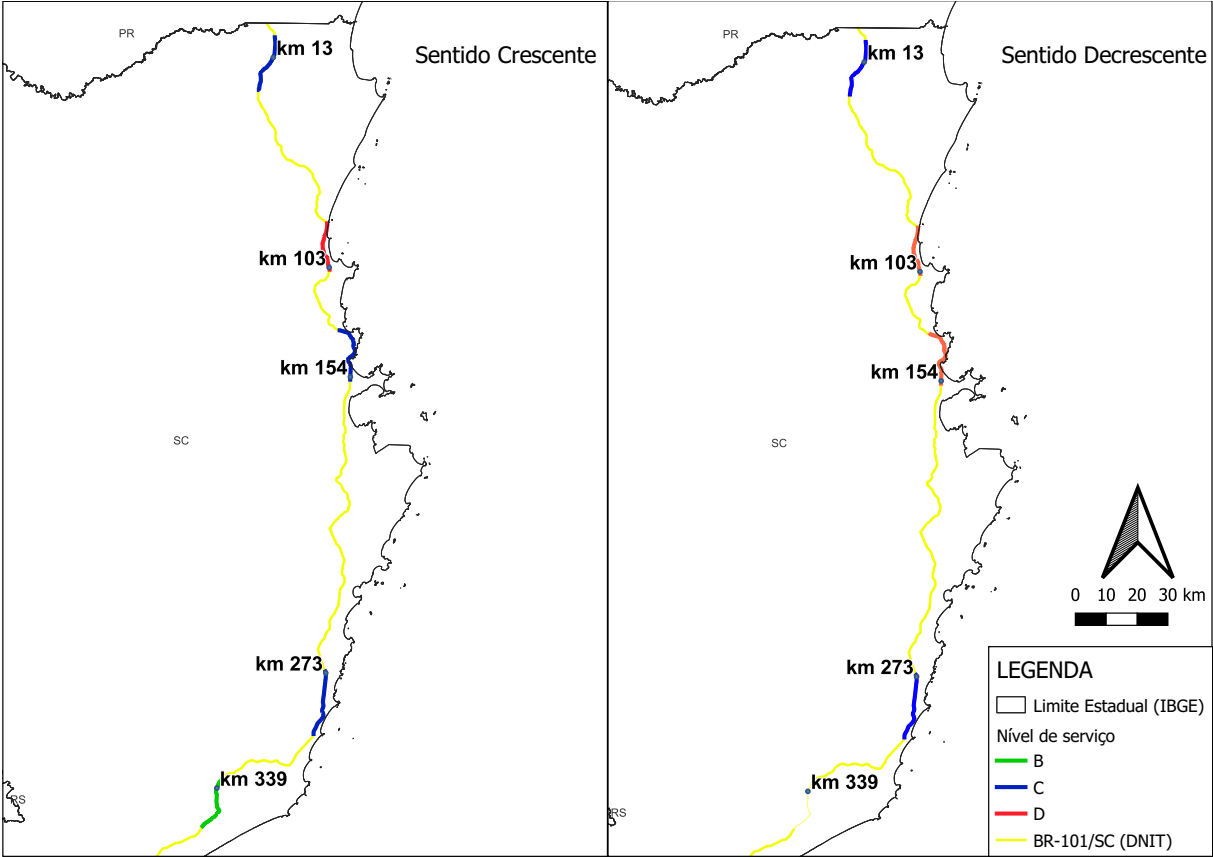 PR
Sentido Crescente
km 13
km 103
km 154
SC
km 273
km 339
RS
PR
Sentido Decrescente
km 13
km 103
km 154
SC
km 273
km 339
RS
0 10 20 30 km
LEGENDA
Limite Estadual (IBGE)
Nível de serviço
B
C
D
BR-101/SC (DNIT)